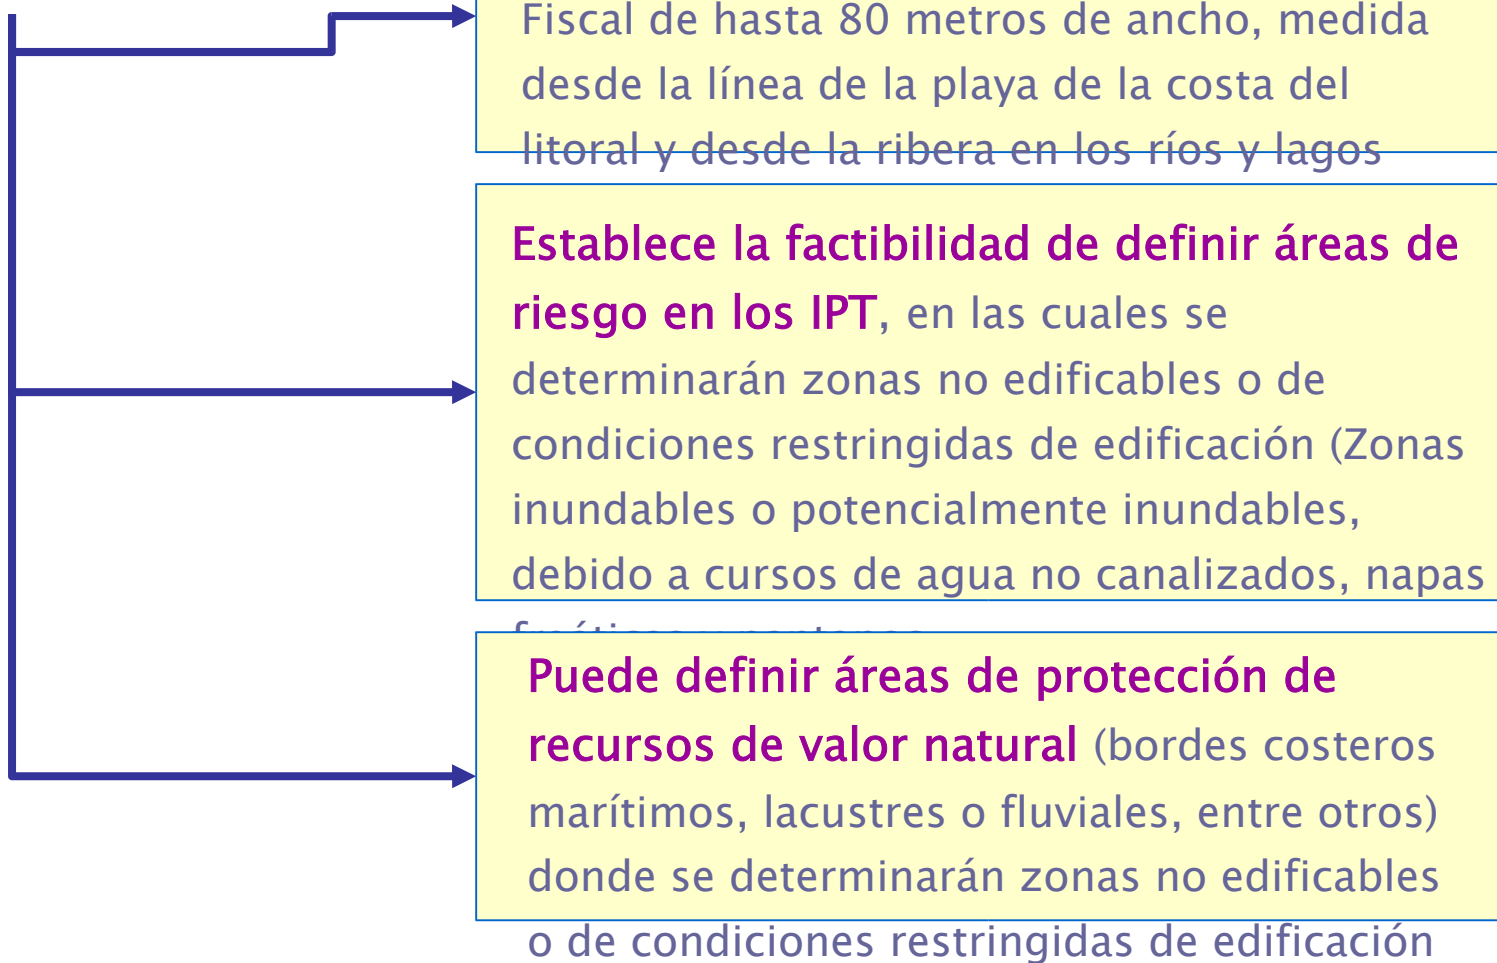 Fiscal de hasta 80 metros de ancho, medida
desde la línea de la playa de la costa del
litoral y desde la ribera en los ríos y lagos
Establece la factibilidad de definir áreas de
riesgo en los IPT, en las cuales se
determinarán zonas no edificables o de
condiciones restringidas de edificación (Zonas
inundables o potencialmente inundables,
debido a cursos de agua no canalizados, napas
Puede definir áreas de protección de
recursos de valor natural (bordes costeros
marítimos, lacustres o fluviales, entre otros)
donde se determinarán zonas no edificables
o de condiciones restringidas de edificación